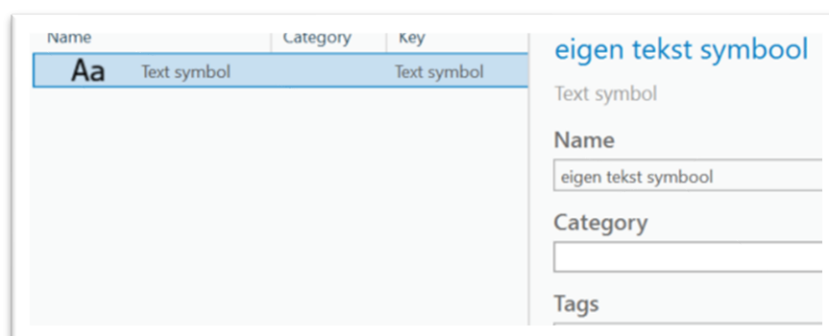 Name Category Key
Aa Text symbol Text symbol
eigen tekst symbool
Text symbol
Name
eigen tekst symbool
Category
Tags